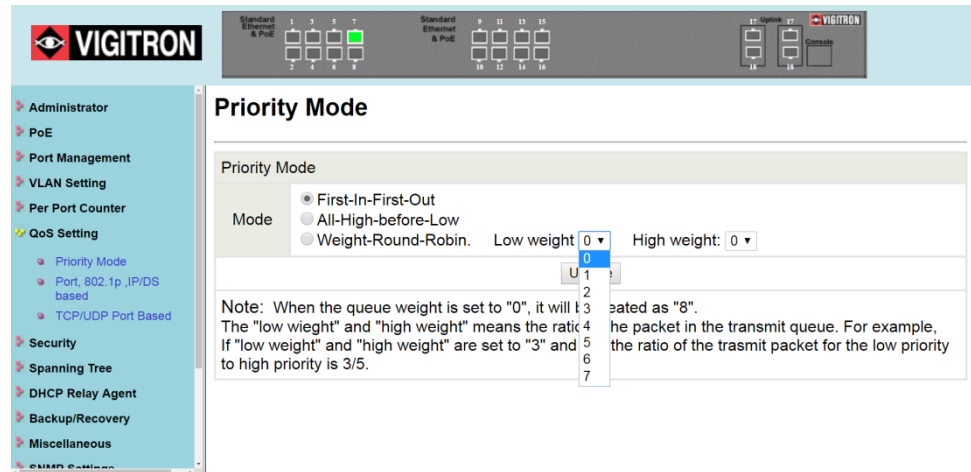 VIGITRON
Standard Ethernet & PoE
1 3 5 7
2 4 6 8
Standard Ethernet & PoE
9 11 13 15
10 12 14 16
17 Uplink 17
18 18
VIGITRON
Console
Administrator
PoE
Port Management
VLAN Setting
Per Port Counter
QoS Setting
Priority Mode
Port, 802.1p ,IP/DS
based
TCP/UDP Port Based
Security
Spanning Tree
DHCP Relay Agent
Backup/Recovery
Miscellaneous
SNMP Settings
Priority Mode
Priority Mode
Mode
First-In-First-Out
All-High-before-Low
Weight-Round-Robin. Low weight 0 High weight: 0
0
1
2
3
4
5
6
7
Note: When the queue weight is set to "0", it will eated as "8".
The "low wieght" and "high weight" means the ratio he packet in the transmit queue. For example,
If "low weight" and "high weight" are set to "3" and the ratio of the trasmit packet for the low priority
to high priority is 3/5.